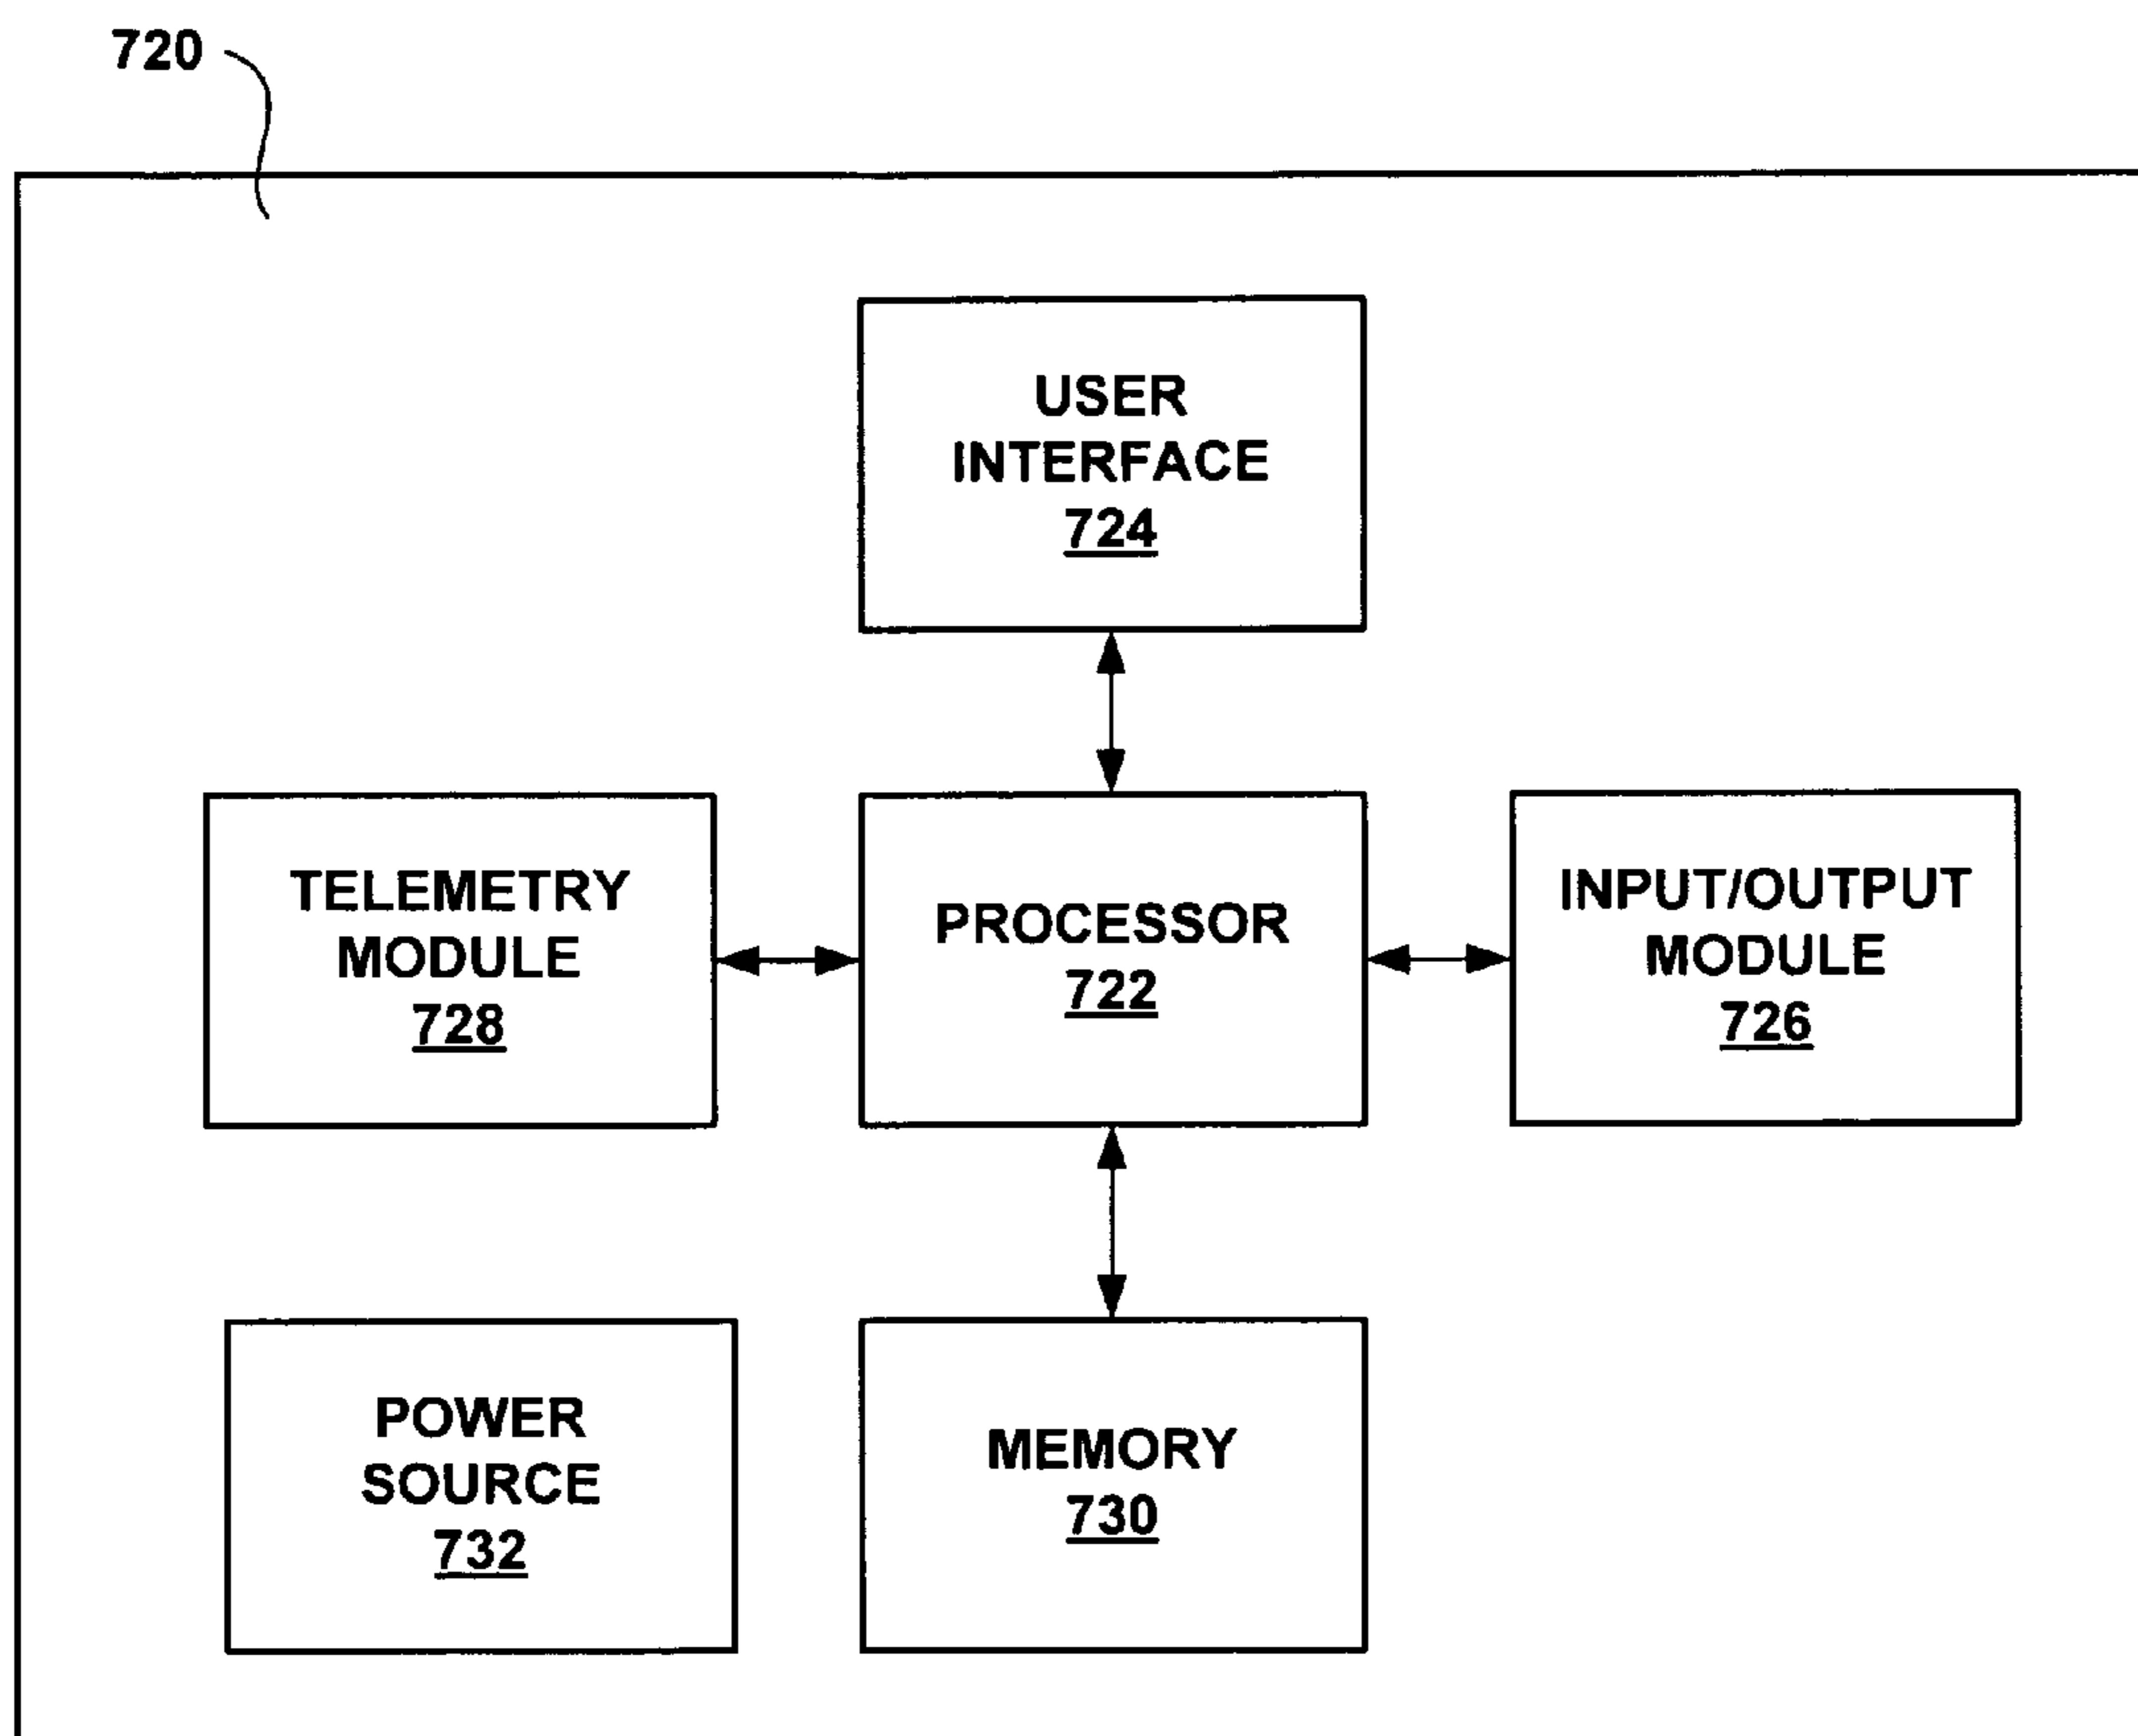 720
USER
INTERFACE
724
TELEMETRY
MODULE
728
PROCESSOR
722
INPUT/OUTPUT
MODULE
726
POWER
SOURCE
732
MEMORY
730